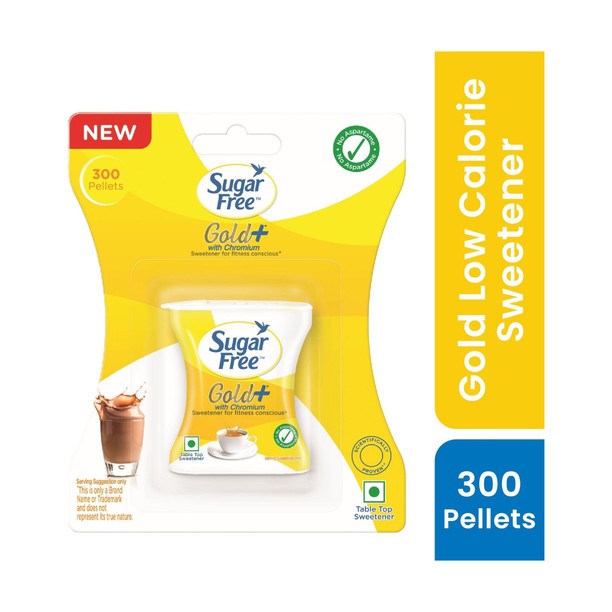 NEW
300
Pellets
No Aspartame
No Aspartame
Sugar
Free™
Gold+
with Chromium
Sweetener for fitness conscious*
Sugar
Free™
Gold+
with Chromium
Sweetener for fitness conscious*
Table Top
Sweetener
Serving Suggestion only
*This is only a Brand
Name or Trademark
and does not
represent its true nature.
SCIENTIFICALLY
PROVEN
Table Top
Sweetener
Gold Low Calorie
Sweetener
300
Pellets